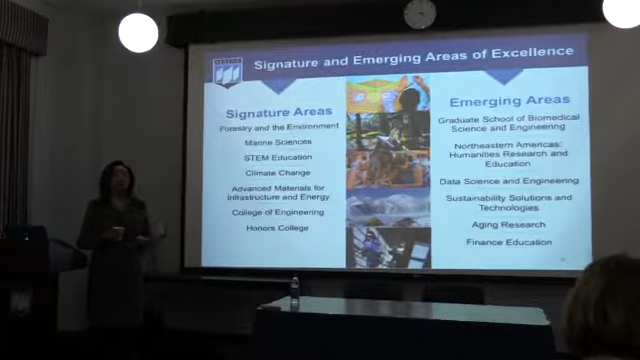 Signature and Emerging Areas of Excellence
Signature Areas
Forestry and the Environment
Marine Sciences
STEM Education
Climate Change
Advanced Materials for
Infrastructure and Energy
College of Engineering
Honors College
Emerging Areas
Graduate School of Biomedical
Science and Engineering
Northeastern Americas:
Humanities Research and
Education
Data Science and Engineering
Sustainability Solutions and
Technologies
Aging Research
Finance Education